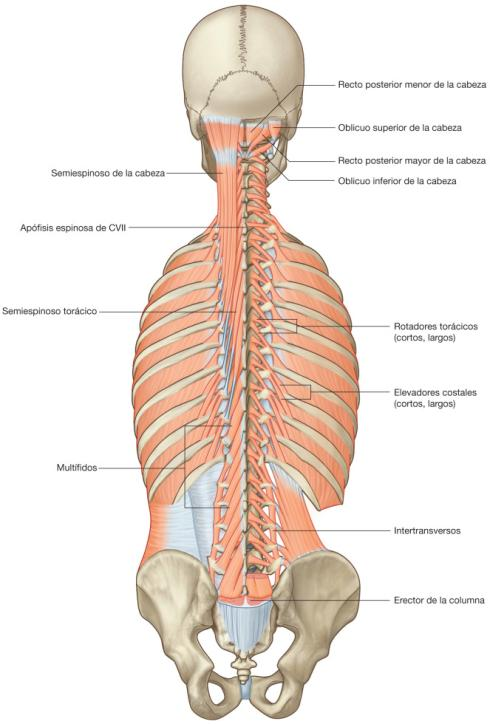 Recto posterior menor de la cabeza
Oblicuo superior de la cabeza
Recto posterior mayor de la cabeza
Semiespinoso de la cabeza
Oblicuo inferior de la cabeza
Apófisis espinosa de CVII
Semiespinoso torácico
Rotadores torácicos
(cortos, largos)
Elevadores costales
(cortos, largos)
Multífidos
Intertransversos
Erector de la columna